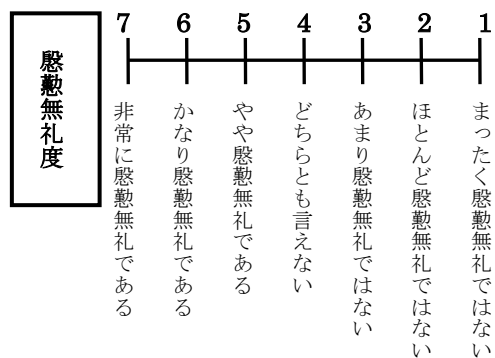 慇懃無礼度
7 6 5 4 3 2 1
まったく慇懃無礼ではない
ほとんど慇懃無礼ではない
あまり慇懃無礼ではない
どちらとも言えない
やや慇懃無礼である
かなり慇懃無礼である
非常に慇懃無礼である